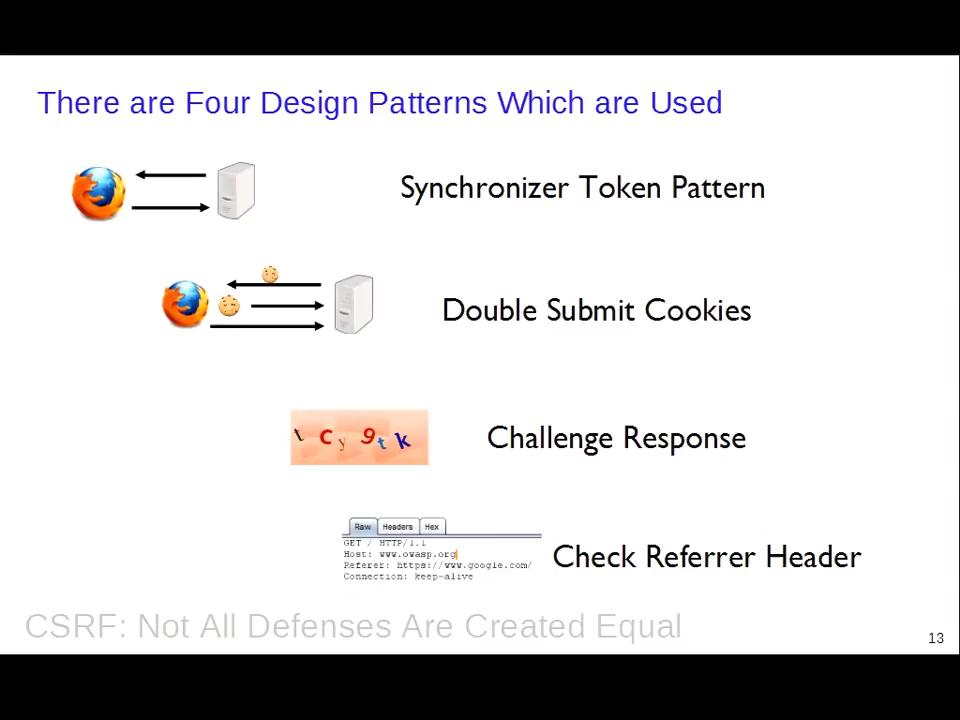 There are Four Design Patterns Which are Used
Synchronizer Token Pattern
Double Submit Cookies
t c y 9 t k
Challenge Response
Raw Headers Hex
GET / HTTP/1.1
Host: www.owasp.org
Referer: https://www.google.com/
Connection: keep-alive
Check Referrer Header
CSRF: Not All Defenses Are Created Equal
13